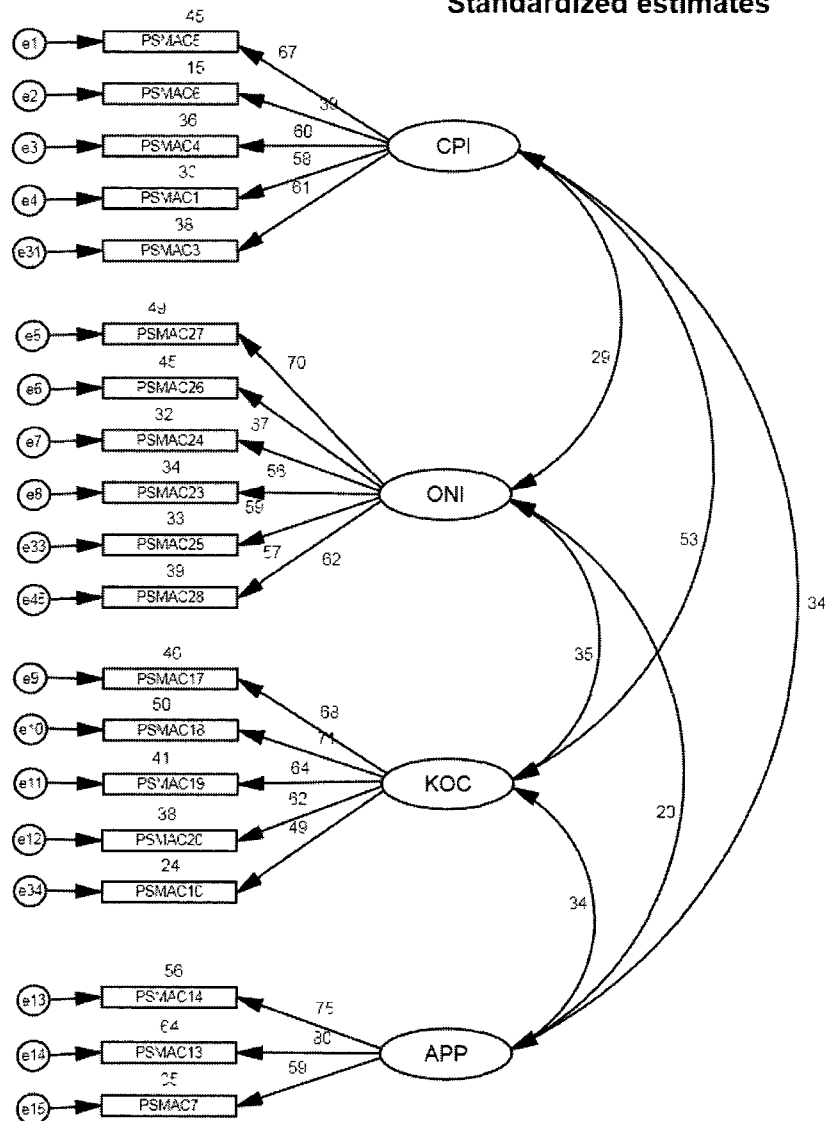 Standardized estimates
45
e1 PSMAC5 67
15
e2 PSMAC6 39
36
e3 PSMAC4 60
CPI
e4 PSMAC1 58
38
e31 PSMAC3 61
49
e5 PSMAC27 70
45
e6 PSMAC26
32
e7 PSMAC24
34
e8 PSMAC23 59
ONI
33
e33 PSMAC25 57
39
PSMAC28 62
29
53
34
35
20
46
e9 PSMAC17 68
50
e10 PSMAC18 71
41
e11 PSMAC19 64
KOC
38
e12 PSMAC20 62
24
e34 49
34
56
e13 PSMAC14 75
64
e14 PSMAC13 80
APP
35
e15 PSMAC7 59